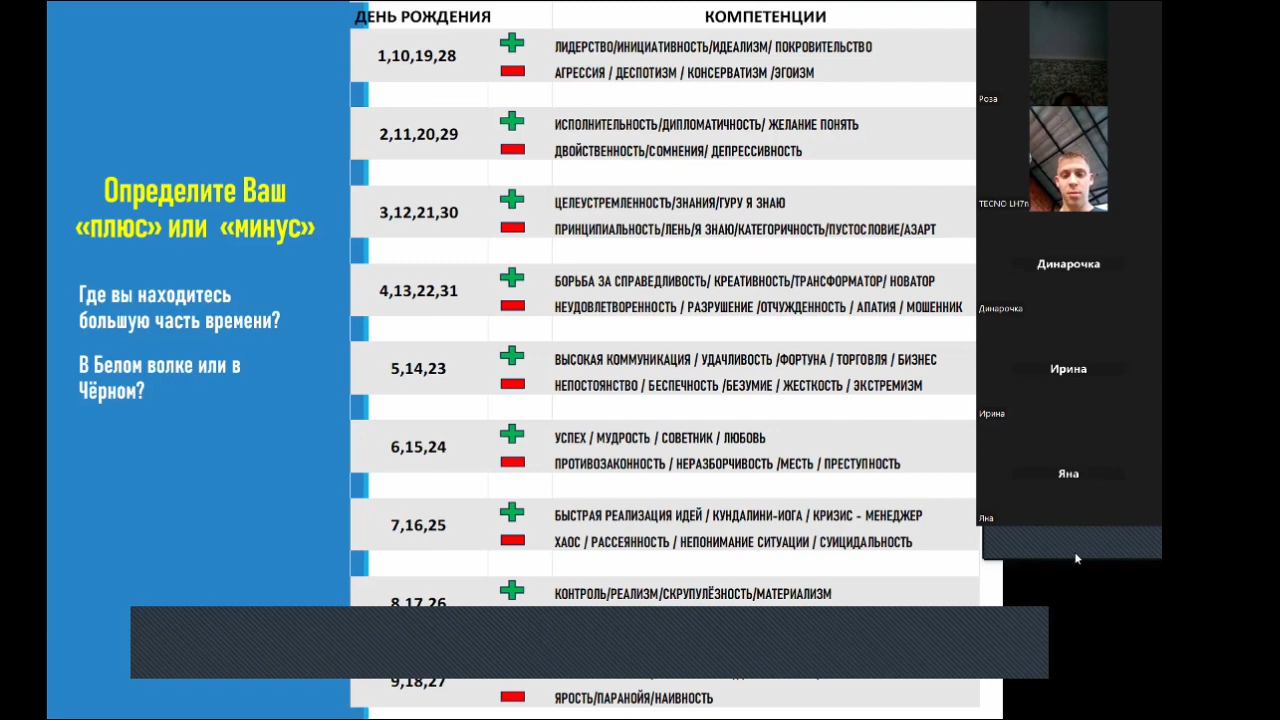 ДЕНЬ РОЖДЕНИЯ
КОМПЕТЕНЦИИ
Определите Ваш
«плюс» или «минус»
Где вы находитесь
большую часть времени?
В Белом волке или в
Чёрном?
1,10,19,28
ЛИДЕРСТВО/ИНИЦИАТИВНОСТЬ/ИДЕАЛИЗМ/ ПОКРОВИТЕЛЬСТВО
АГРЕССИЯ / ДЕСПОТИЗМ / КОНСЕРВАТИЗМ /ЭГОИЗМ
2,11,20,29
ИСПОЛНИТЕЛЬНОСТЬ/ДИПЛОМАТИЧНОСТЬ/ ЖЕЛАНИЕ ПОНЯТЬ
ДВОЙСТВЕННОСТЬ/СОМНЕНИЯ/ ДЕПРЕССИВНОСТЬ
3,12,21,30
ЦЕЛЕУСТРЕМЛЕННОСТЬ/ЗНАНИЯ/ГУРУ Я ЗНАЮ
ПРИНЦИПИАЛЬНОСТЬ/ЛЕНЬ/Я ЗНАЮ/КАТЕГОРИЧНОСТЬ/ПУСТОСЛОВИЕ/АЗАРТ
4,13,22,31
БОРЬБА ЗА СПРАВЕДЛИВОСТЬ/ КРЕАТИВНОСТЬ/ТРАНСФОРМАТОР/ НОВАТОР
НЕУДОВЛЕТВОРЕННОСТЬ / РАЗРУШЕНИЕ /ОТЧУЖДЕННОСТЬ / АПАТИЯ / МОШЕННИК
5,14,23
ВЫСОКАЯ КОММУНИКАЦИЯ / УДАЧЛИВОСТЬ /ФОРТУНА / ТОРГОВЛЯ / БИЗНЕС
НЕПОСТОЯНСТВО / БЕСПЕЧНОСТЬ /БЕЗУМИЕ / ЖЕСТКОСТЬ / ЭКСТРЕМИЗМ
6,15,24
УСПЕХ / МУДРОСТЬ / СОВЕТНИК / ЛЮБОВЬ
ПРОТИВОЗАКОННОСТЬ / НЕРАЗБОРЧИВОСТЬ /МЕСТЬ / ПРЕСТУПНОСТЬ
7,16,25
БЫСТРАЯ РЕАЛИЗАЦИЯ ИДЕЙ / КУНДАЛИНИ-ЙОГА / КРИЗИС - МЕНЕДЖЕР
ХАОС / РАССЕЯННОСТЬ / НЕПОНИМАНИЕ СИТУАЦИИ / СУИЦИДАЛЬНОСТЬ
8,17,26
КОНТРОЛЬ/РЕАЛИЗМ/СКРУПУЛЁЗНОСТЬ/МАТЕРИАЛИЗМ
9,18,27
ЯРОСТЬ/ПАРАНОЙЯ/НАИВНОСТЬ
Роза
TECNO LH7n
Динарочка
Динарочка
Ирина
Ирина
Яна
Яна